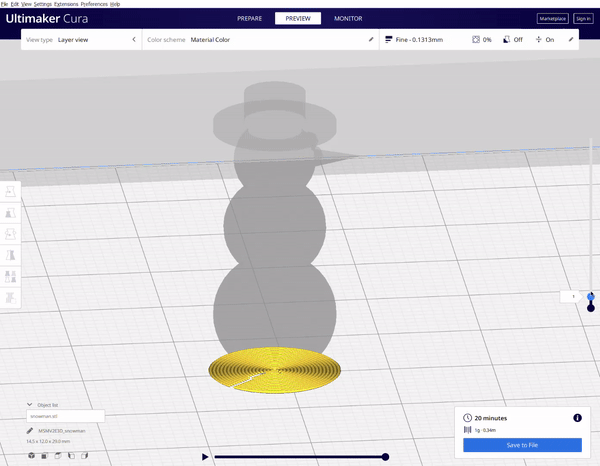 File Edit View Settings Extensions Preferences Help
Ultimaker Cura
PREPARE PREVIEW MONITOR
Marketplace Sign in
View type Layer view
Color scheme Material Color
Fine - 0.1313mm 0% Off On
1
Object list
snowman.stl
MSMV2E3D_snowman
14.5 x 12.0 x 29.0 mm
20 minutes
1g · 0.34m
Save to File